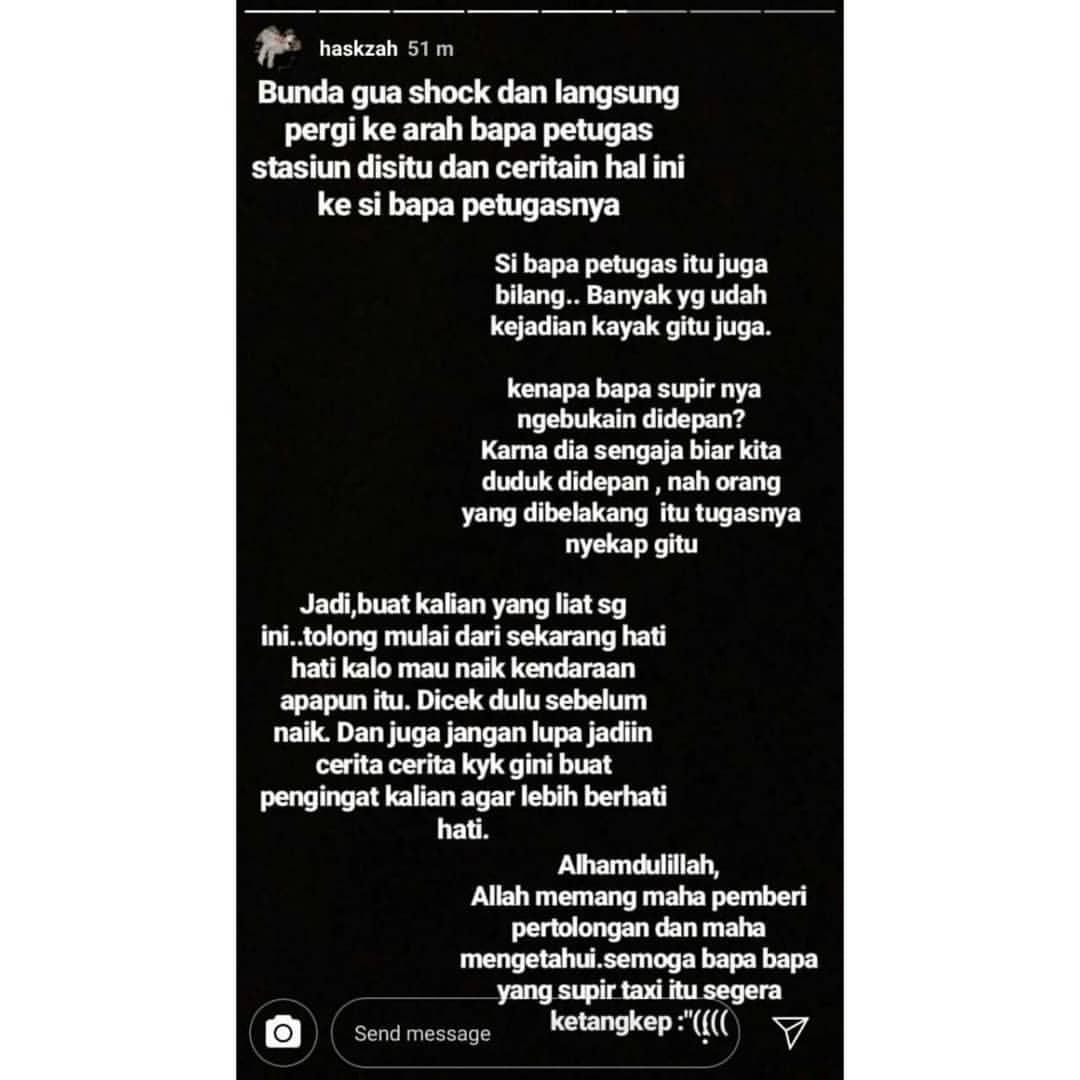 haskzah 51 m
Bunda gua shock dan langsung
pergi ke arah bapa petugas
stasiun disitu dan ceritain hal ini
ke si bapa petugasnya
Si bapa petugas itu juga
bilang.. Banyak yg udah
kejadian kayak gitu juga.
kenapa bapa supir nya
ngebukain didepan?
Karna dia sengaja biar kita
duduk didepan , nah orang
yang dibelakang itu tugasnya
nyekap gitu
Jadi,buat kalian yang liat sg
ini..tolong mulai dari sekarang hati
hati kalo mau naik kendaraan
apapun itu. Dicek dulu sebelum
naik. Dan juga jangan lupa jadiin
cerita cerita kyk gini buat
pengingat kalian agar lebih berhati
hati.
Alhamdulillah,
Allah memang maha pemberi
pertolongan dan maha
mengetahui.semoga bapa bapa
yang supir taxi itu segera
ketangkep :"(̣(((
Send message